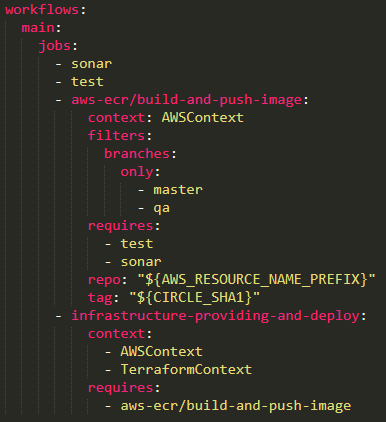 workflows:
  main:
    jobs:
      - sonar
      - test
      - aws-ecr/build-and-push-image:
          context: AWSContext
          filters:
            branches:
              only:
                - master
                - qa
          requires:
            - test
            - sonar
          repo: "${AWS_RESOURCE_NAME_PREFIX}"
          tag: "${CIRCLE_SHA1}"
      - infrastructure-providing-and-deploy:
          context:
            - AWSContext
            - TerraformContext
          requires:
            - aws-ecr/build-and-push-image